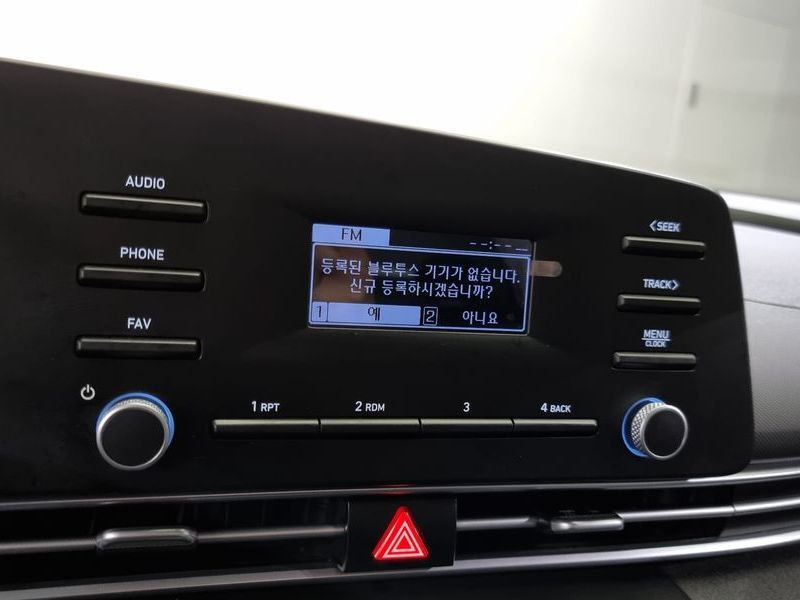 AUDIO
PHONE
FAV
FM
--:--
등록된 블루투스 기기가 없습니다.
신규 등록하시겠습니까?
1 예 2 아니요
<SEEK
TRACK>
MENU
CLOCK
1 RPT 2 RDM 3 4 BACK